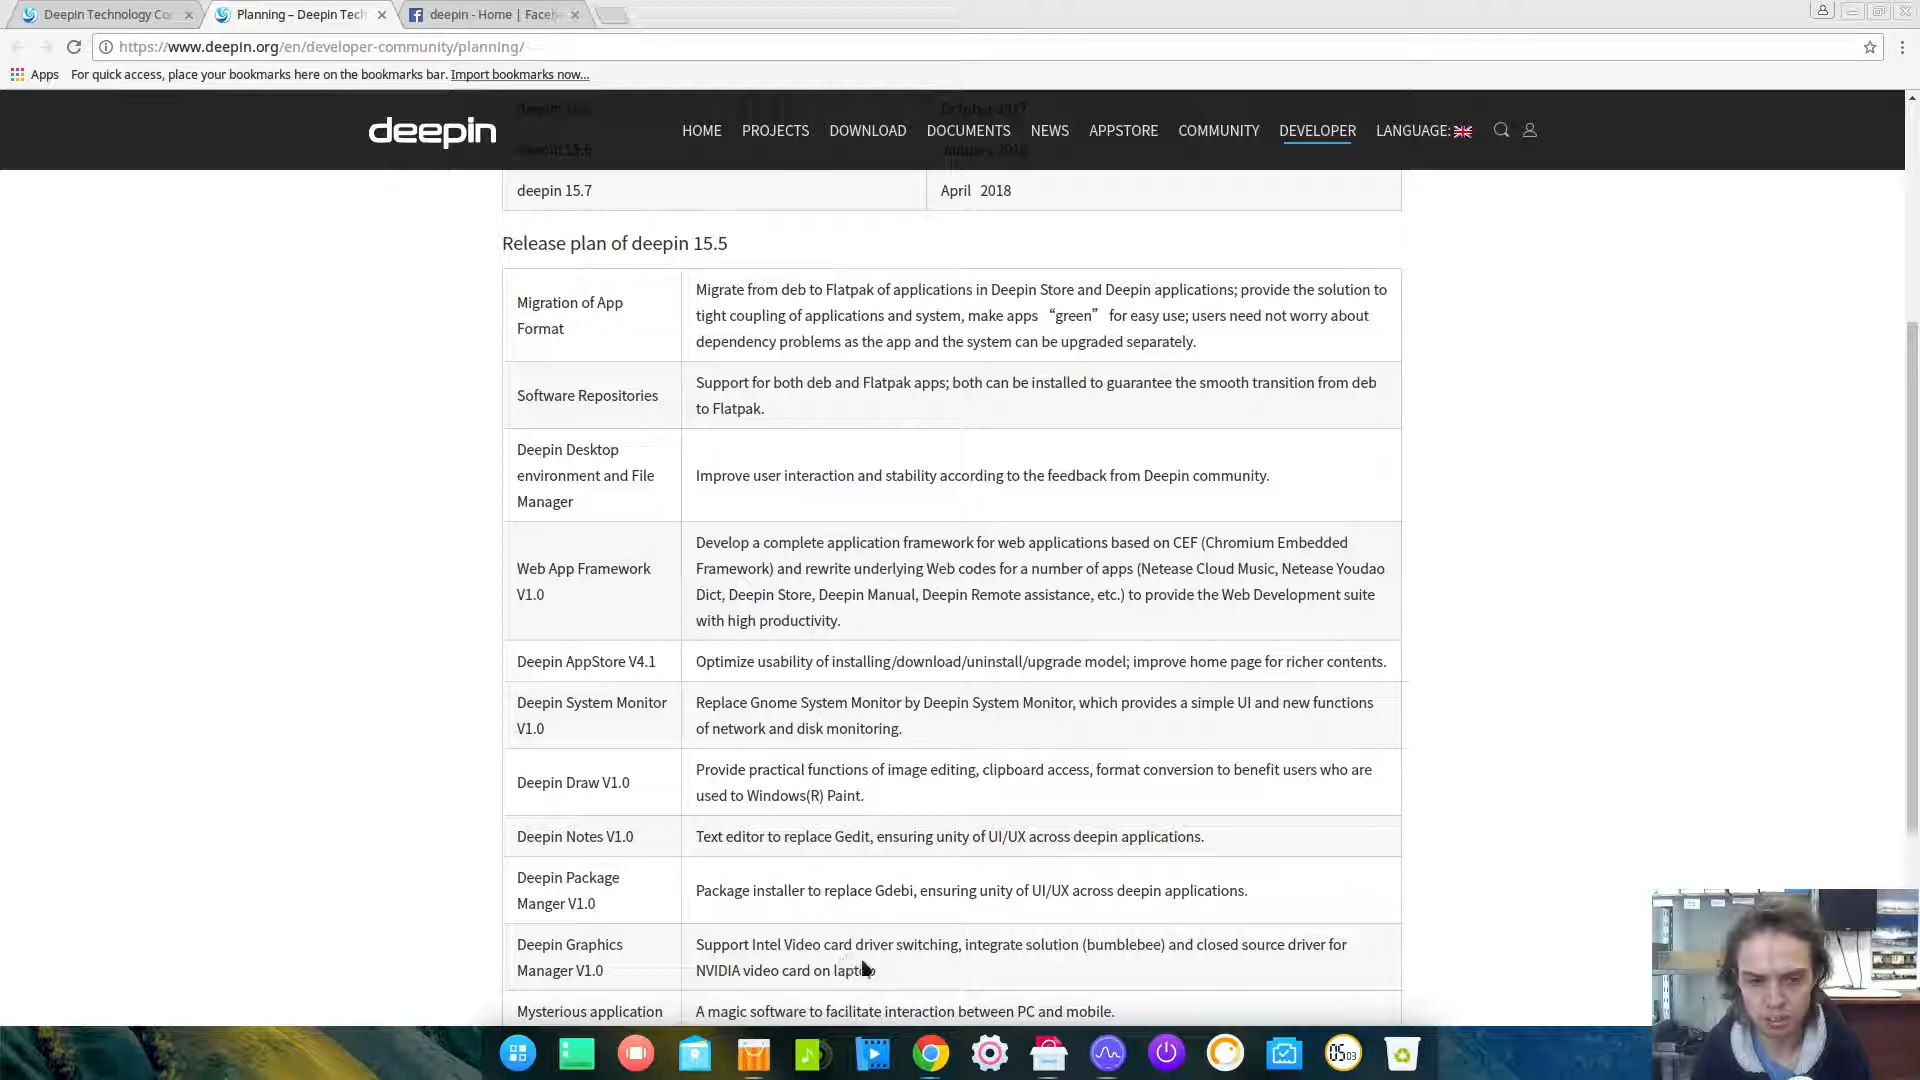 Deepin Technology Co
Planning – Deepin Tech
deepin - Home | Faceb
https://www.deepin.org/en/developer-community/planning/
Apps For quick access, place your bookmarks here on the bookmarks bar. Import bookmarks now...
October 2017
deepin HOME PROJECTS DOWNLOAD DOCUMENTS NEWS APPSTORE COMMUNITY DEVELOPER LANGUAGE:
deepin 15.6 January 2018
deepin 15.7 April 2018
Release plan of deepin 15.5
Migration of App
Format
Migrate from deb to Flatpak of applications in Deepin Store and Deepin applications; provide the solution to
tight coupling of applications and system, make apps “green” for easy use; users need not worry about
dependency problems as the app and the system can be upgraded separately.
Software Repositories
Support for both deb and Flatpak apps; both can be installed to guarantee the smooth transition from deb
to Flatpak.
Deepin Desktop
environment and File
Manager
Improve user interaction and stability according to the feedback from Deepin community.
Web App Framework
V1.0
Develop a complete application framework for web applications based on CEF (Chromium Embedded
Framework) and rewrite underlying Web codes for a number of apps (Netease Cloud Music, Netease Youdao
Dict, Deepin Store, Deepin Manual, Deepin Remote assistance, etc.) to provide the Web Development suite
with high productivity.
Deepin AppStore V4.1
Optimize usability of installing/download/uninstall/upgrade model; improve home page for richer contents.
Deepin System Monitor
V1.0
Replace Gnome System Monitor by Deepin System Monitor, which provides a simple UI and new functions
of network and disk monitoring.
Deepin Draw V1.0
Provide practical functions of image editing, clipboard access, format conversion to benefit users who are
used to Windows(R) Paint.
Deepin Notes V1.0
Text editor to replace Gedit, ensuring unity of UI/UX across deepin applications.
Deepin Package
Manger V1.0
Package installer to replace Gdebi, ensuring unity of UI/UX across deepin applications.
Deepin Graphics
Manager V1.0
Support Intel Video card driver switching, integrate solution (bumblebee) and closed source driver for
NVIDIA video card on laptop
Mysterious application
A magic software to facilitate interaction between PC and mobile.
05 03